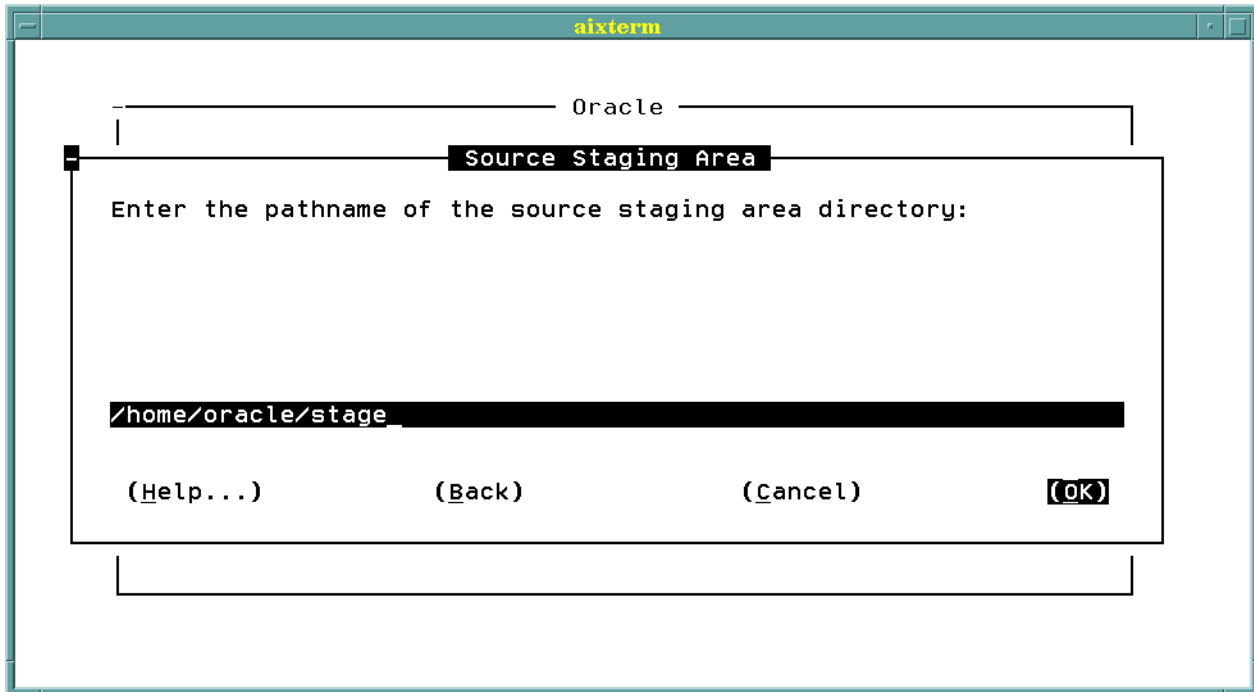 aixterm
Oracle
Source Staging Area
Enter the pathname of the source staging area directory:
/home/oracle/stage_
(Help...) (Back) (Cancel) (OK)